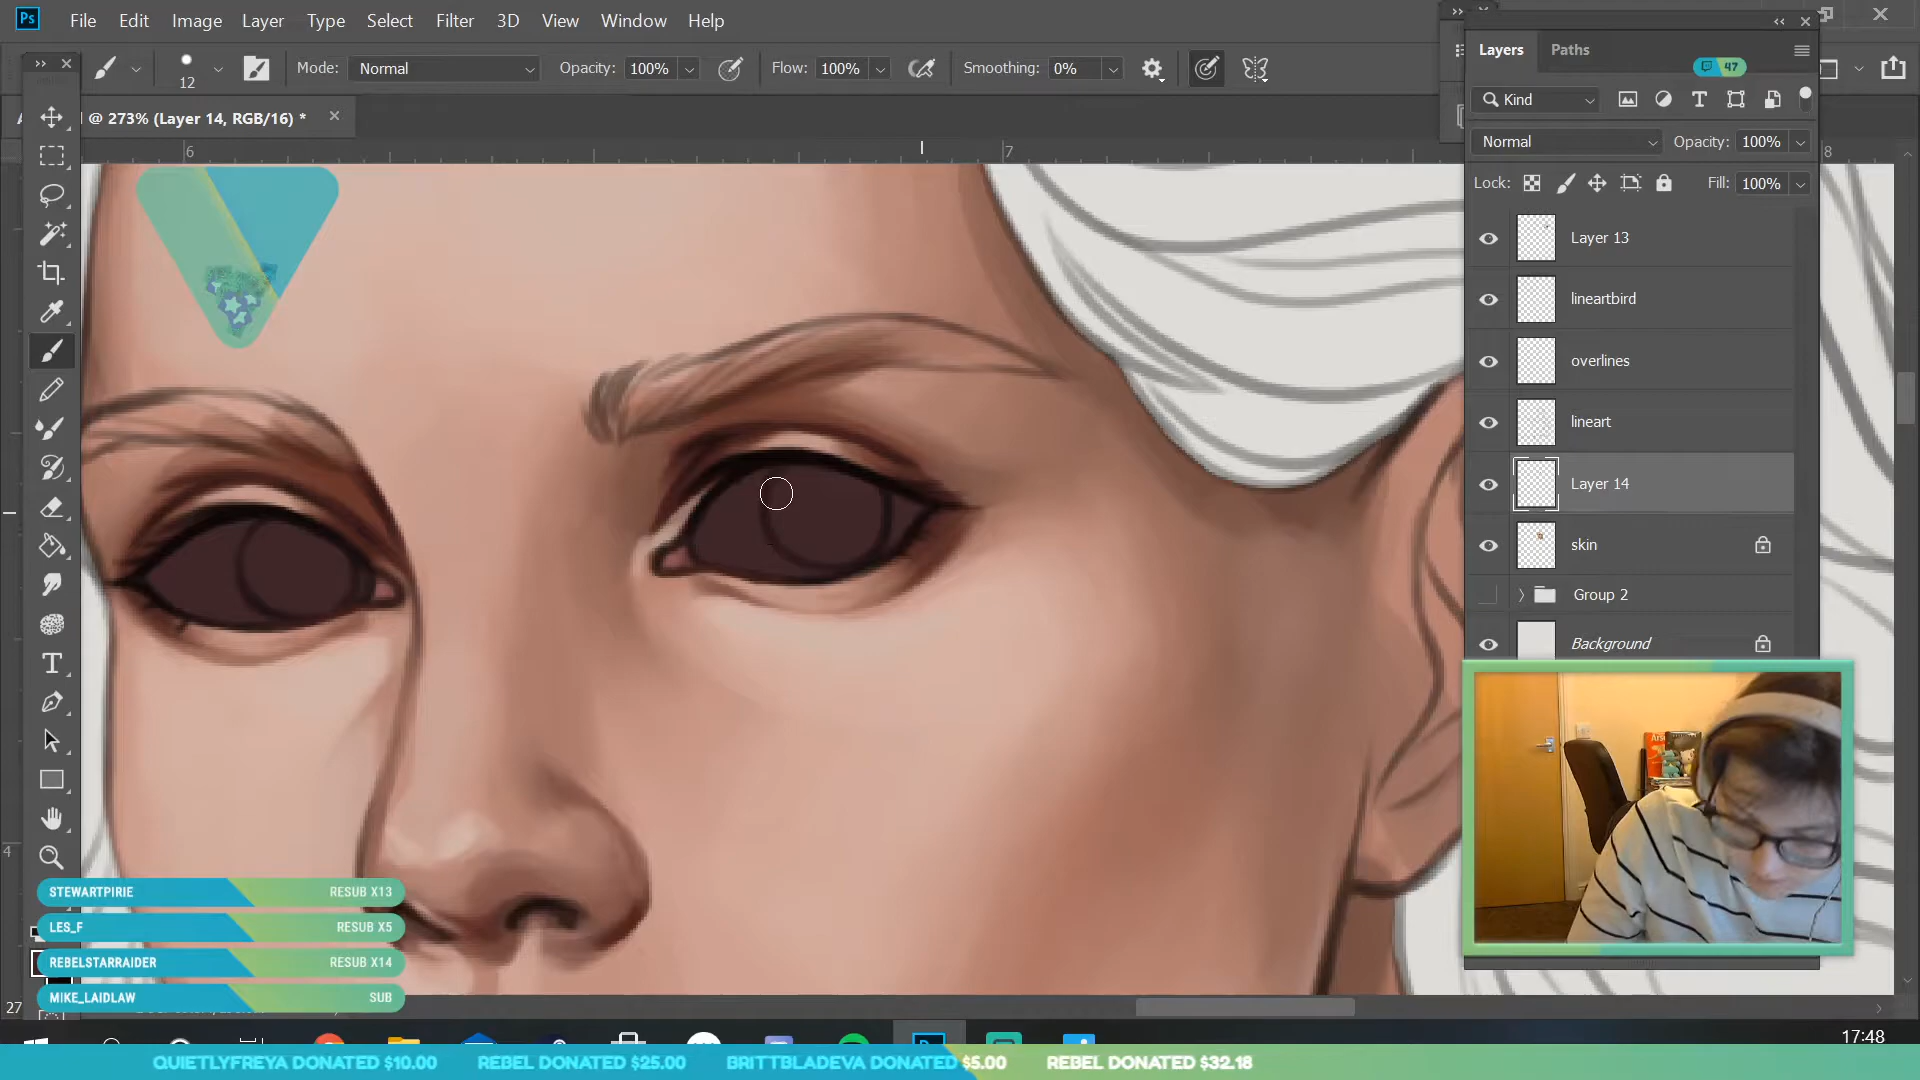 Ps File Edit Image Layer Type Select Filter 3D View Window Help
12 Mode: Normal Opacity: 100% Flow: 100% Smoothing: 0%
@ 273% (Layer 14, RGB/16) *
6 7 8
4
27
Layers Paths
47
Kind
Normal Opacity: 100%
Lock: Fill: 100%
Layer 13
lineartbird
overlines
lineart
Layer 14
skin
Group 2
Background
STEWARTPIRIE RESUB X13
LES_F RESUB X5
REBELSTARRAIDER RESUB X14
MIKE_LAIDLAW SUB
17:48
QUIETLYFREYA DONATED $10.00 REBEL DONATED $25.00 BRITTBLADEVA DONATED $5.00 REBEL DONATED $32.18